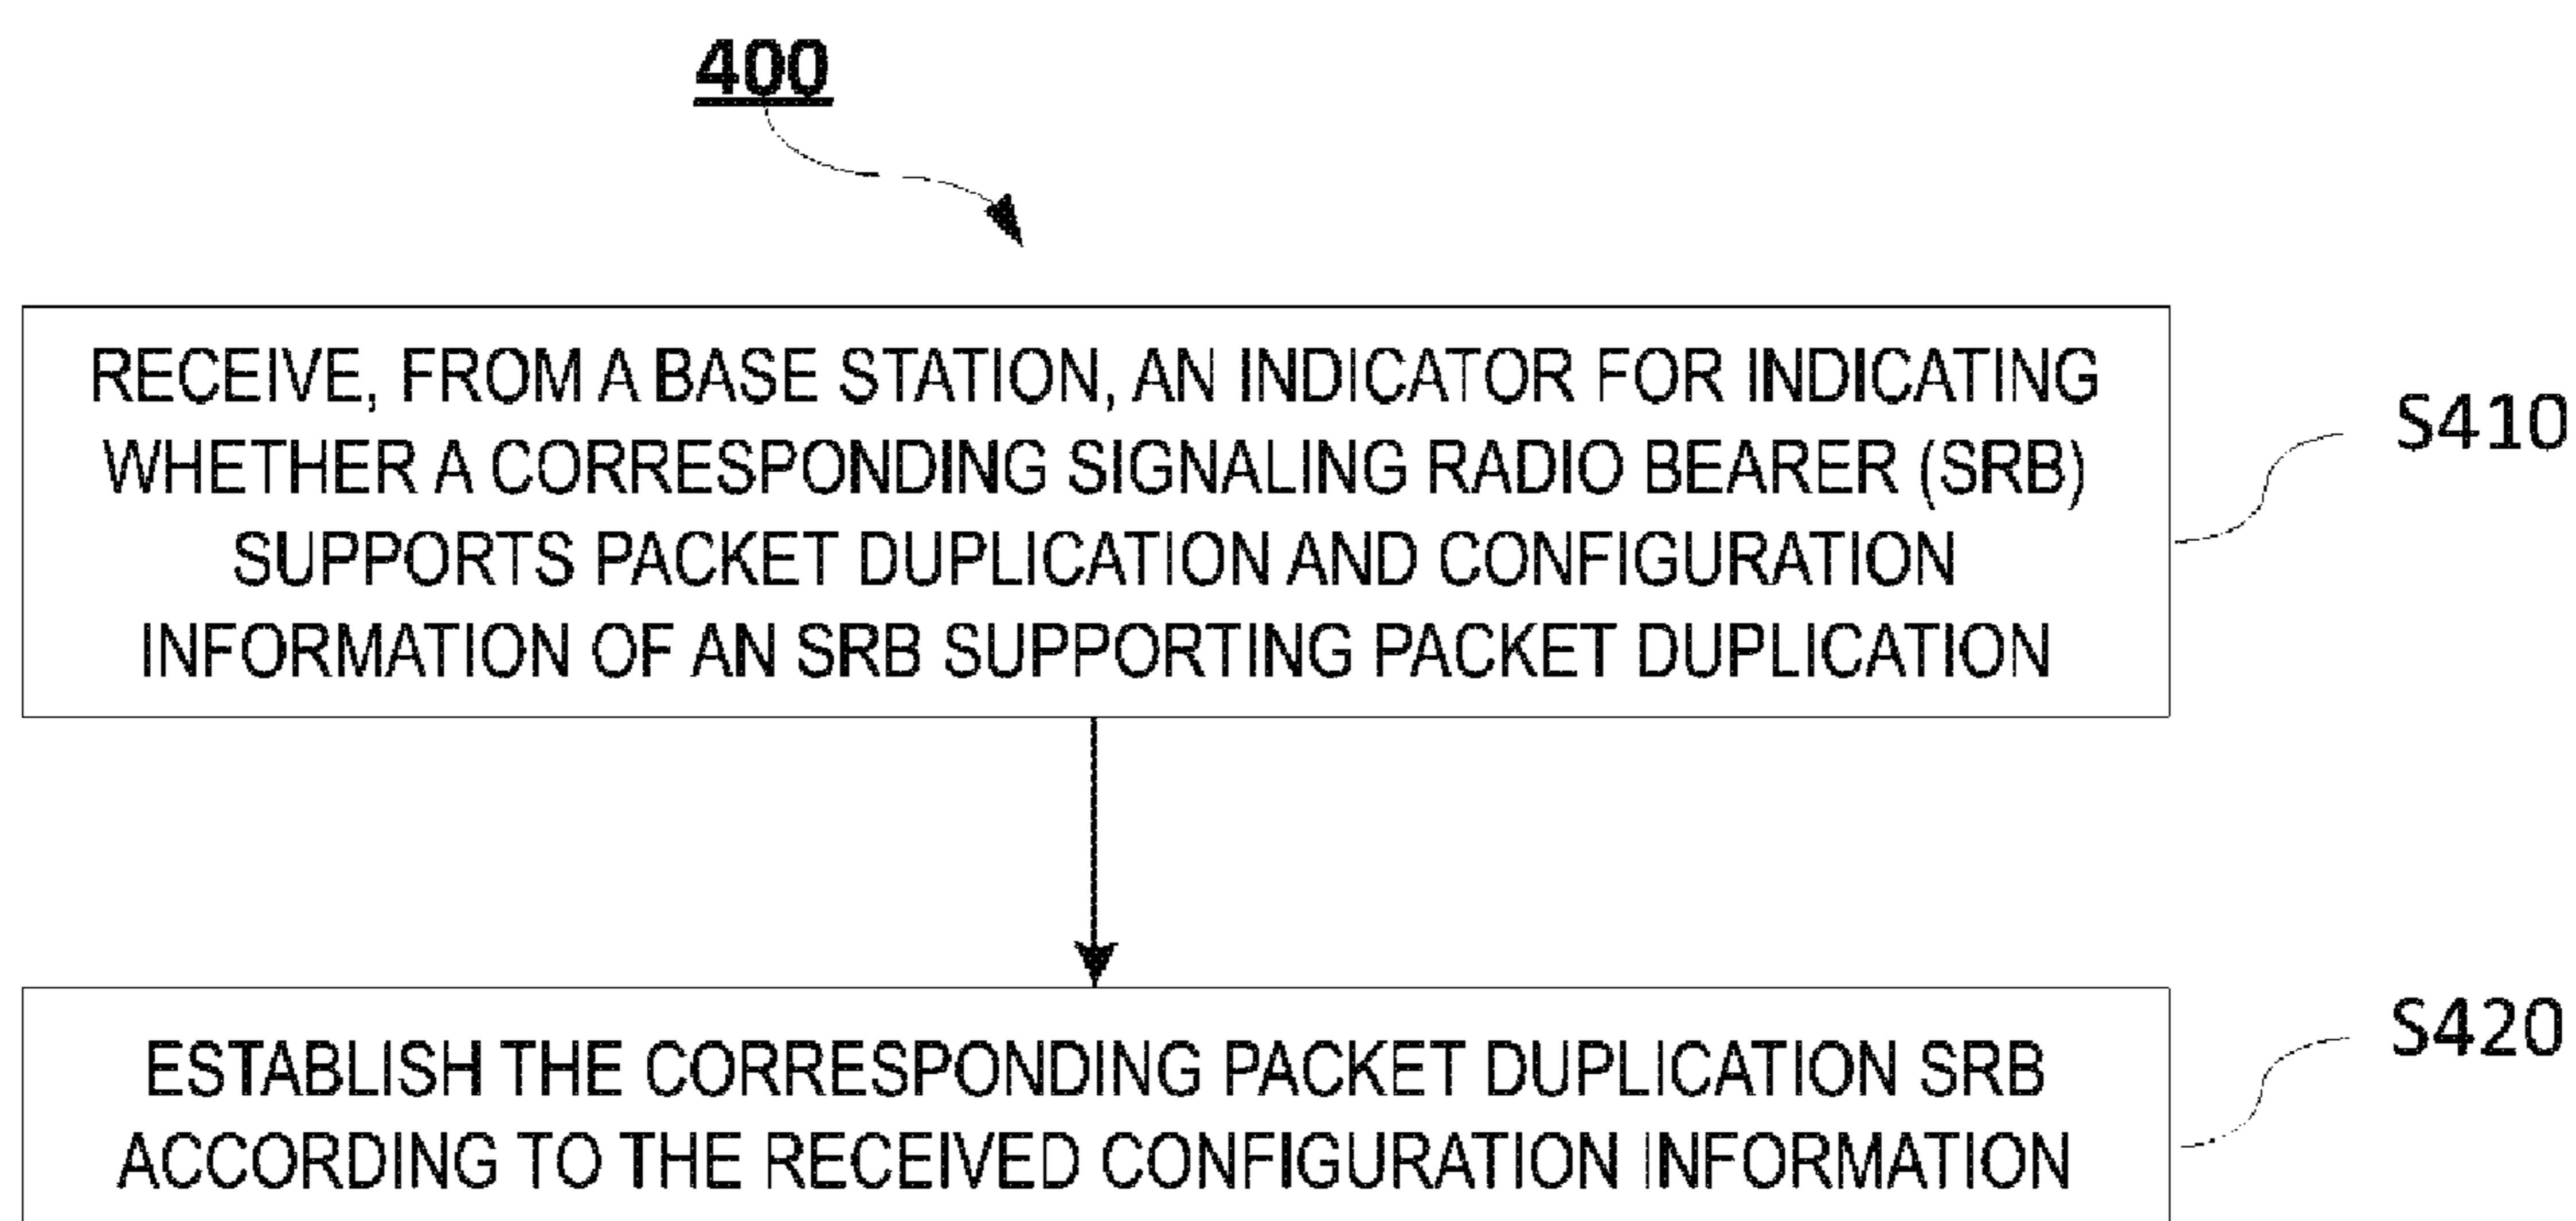 400
RECEIVE, FROM A BASE STATION, AN INDICATOR FOR INDICATING
WHETHER A CORRESPONDING SIGNALING RADIO BEARER (SRB)
SUPPORTS PACKET DUPLICATION AND CONFIGURATION
INFORMATION OF AN SRB SUPPORTING PACKET DUPLICATION
S410
ESTABLISH THE CORRESPONDING PACKET DUPLICATION SRB
ACCORDING TO THE RECEIVED CONFIGURATION INFORMATION
S420